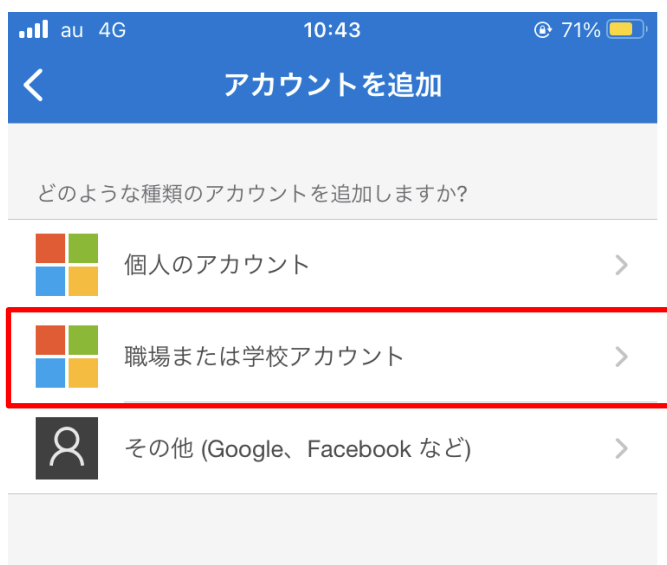 au 4G 10:43 71%
アカウントを追加
どのような種類のアカウントを追加しますか?
個人のアカウント
職場または学校アカウント
その他 (Google、Facebook など)